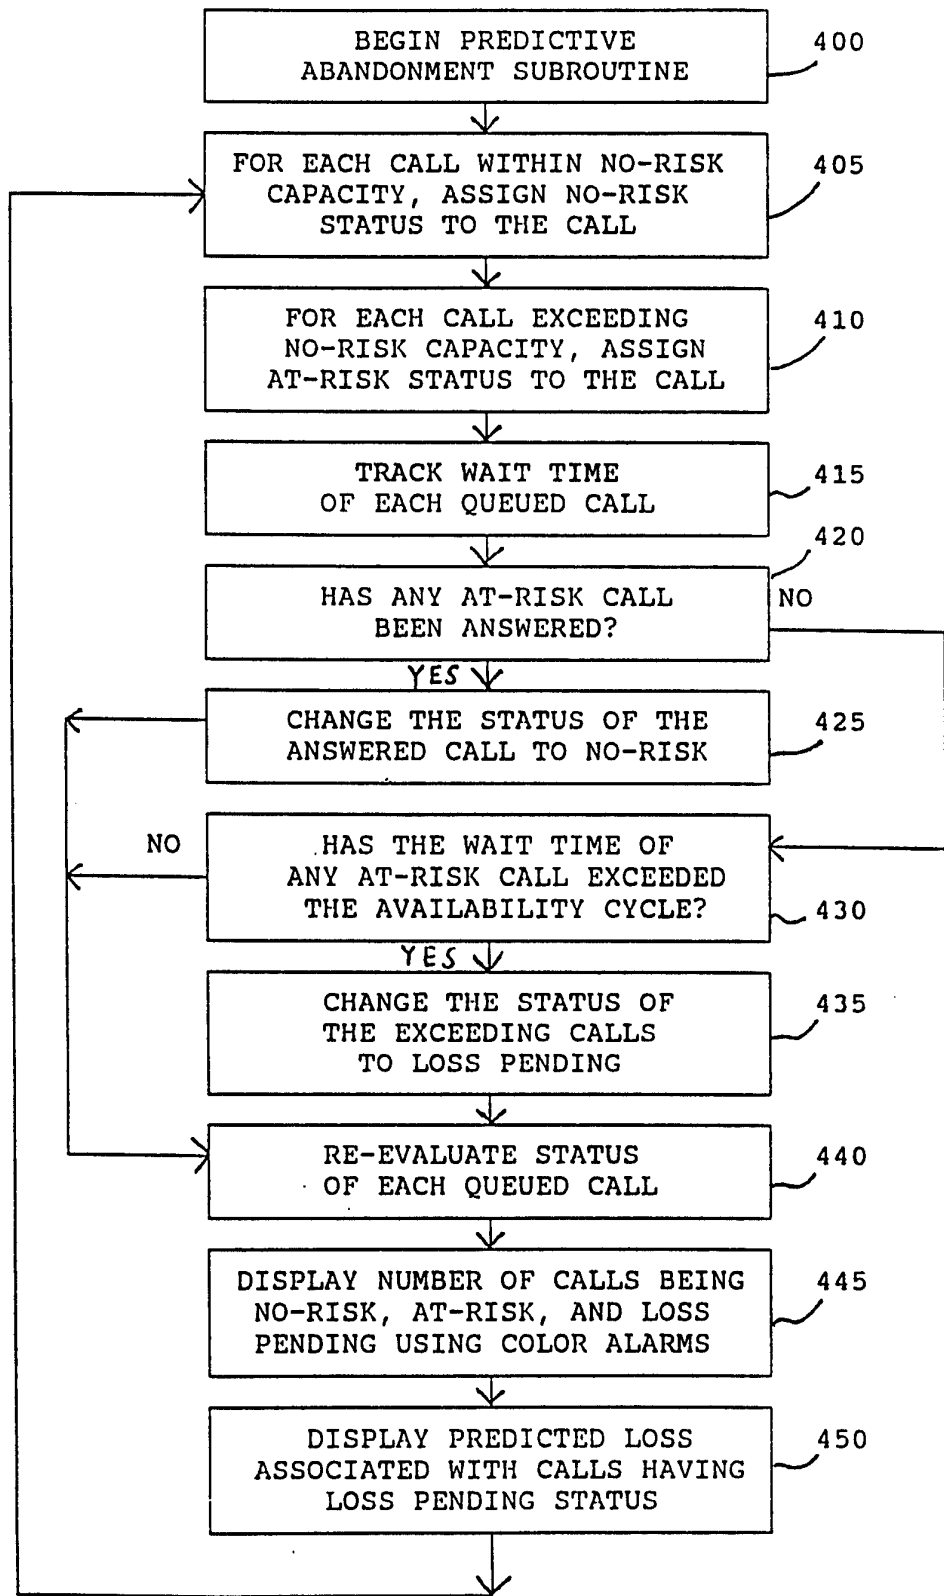 BEGIN PREDICTIVE
ABANDONMENT SUBROUTINE
400
FOR EACH CALL WITHIN NO-RISK
CAPACITY, ASSIGN NO-RISK
STATUS TO THE CALL
405
FOR EACH CALL EXCEEDING
NO-RISK CAPACITY, ASSIGN
AT-RISK STATUS TO THE CALL
410
TRACK WAIT TIME
OF EACH QUEUED CALL
415
420
HAS ANY AT-RISK CALL
BEEN ANSWERED?
NO
YES
CHANGE THE STATUS OF THE
ANSWERED CALL TO NO-RISK
425
NO
HAS THE WAIT TIME OF
ANY AT-RISK CALL EXCEEDED
THE AVAILABILITY CYCLE?
430
YES
CHANGE THE STATUS OF
THE EXCEEDING CALLS
TO LOSS PENDING
435
RE-EVALUATE STATUS
OF EACH QUEUED CALL
440
DISPLAY NUMBER OF CALLS BEING
NO-RISK, AT-RISK, AND LOSS
PENDING USING COLOR ALARMS
445
DISPLAY PREDICTED LOSS
ASSOCIATED WITH CALLS HAVING
LOSS PENDING STATUS
450